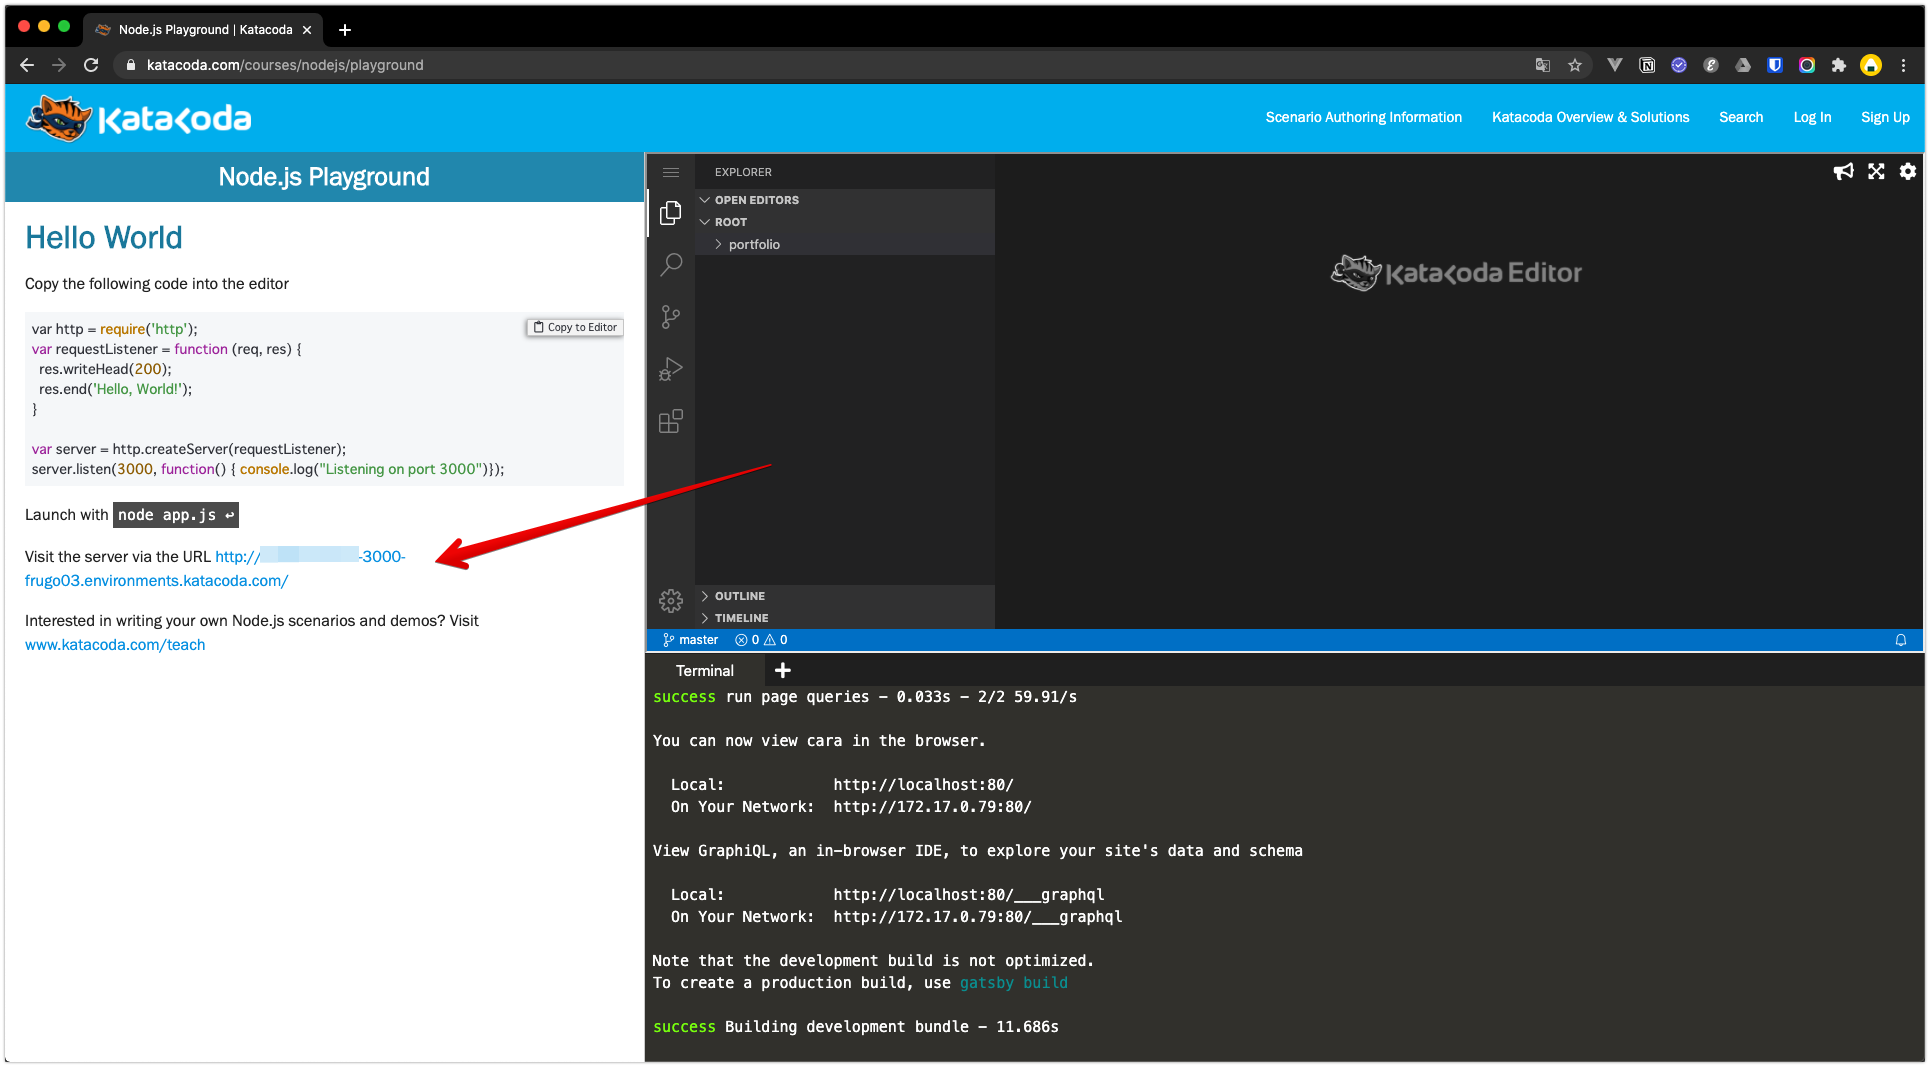 Node.js Playground | Katacoda
katacoda.com/courses/nodejs/playground
Katacoda
Scenario Authoring Information
Katacoda Overview & Solutions
Search
Log In
Sign Up
Node.js Playground
Hello World
Copy the following code into the editor
Copy to Editor
var http = require('http');
var requestListener = function (req, res) {
  res.writeHead(200);
  res.end('Hello, World!');
}
var server = http.createServer(requestListener);
server.listen(3000, function() { console.log("Listening on port 3000")});
Launch with node app.js ↩
Visit the server via the URL http://
-3000-
frugo03.environments.katacoda.com/
Interested in writing your own Node.js scenarios and demos? Visit
www.katacoda.com/teach
EXPLORER
OPEN EDITORS
ROOT
portfolio
Katacoda Editor
OUTLINE
TIMELINE
master
0
0
Terminal
success run page queries - 0.033s - 2/2 59.91/s
You can now view cara in the browser.
Local: http://localhost:80/
On Your Network: http://172.17.0.79:80/
View GraphiQL, an in-browser IDE, to explore your site's data and schema
Local: http://localhost:80/___graphql
On Your Network: http://172.17.0.79:80/___graphql
Note that the development build is not optimized.
To create a production build, use gatsby build
success Building development bundle - 11.686s